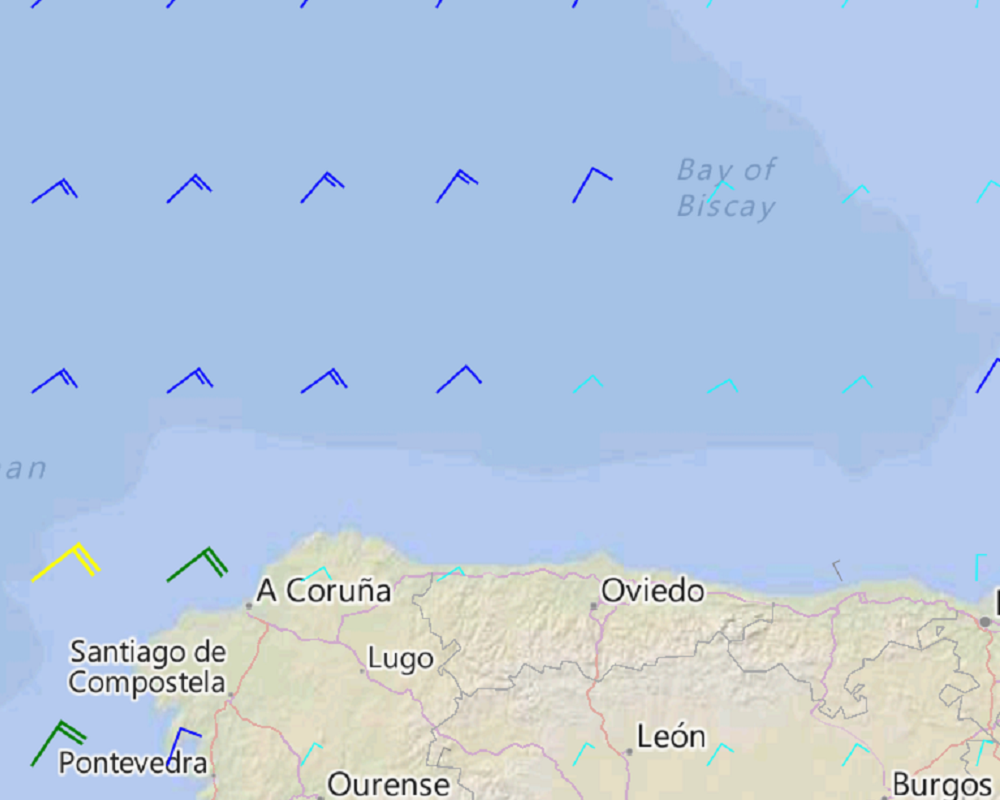 Bay of
Biscay
an
A Coruña
Oviedo
Santiago de
Compostela
Lugo
León
Pontevedra
Ourense
Burgos